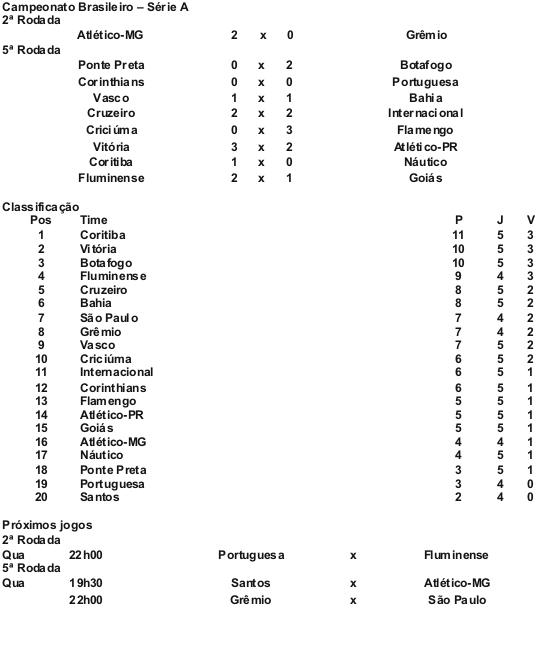 Campeonato Brasileiro – Série A
2ª Rodada
Atlético-MG 2 x 0 Grêmio
5ª Rodada
Ponte Preta 0 x 2 Botafogo
Corinthians 0 x 0 Portuguesa
Vasco 1 x 1 Bahia
Cruzeiro 2 x 2 Internacional
Criciúma 0 x 3 Flamengo
Vitória 3 x 2 Atlético-PR
Coritiba 1 x 0 Náutico
Fluminense 2 x 1 Goiás
Classificação
Pos Time P J V
1 Coritiba 11 5 3
2 Vitória 10 5 3
3 Botafogo 10 5 3
4 Fluminense 9 4 3
5 Cruzeiro 8 5 2
6 Bahia 8 5 2
7 São Paulo 7 4 2
8 Grêmio 7 4 2
9 Vasco 7 5 2
10 Criciúma 6 5 2
11 Internacional 6 5 1
12 Corinthians 6 5 1
13 Flamengo 5 5 1
14 Atlético-PR 5 5 1
15 Goiás 5 5 1
16 Atlético-MG 4 4 1
17 Náutico 4 5 1
18 Ponte Preta 3 5 1
19 Portuguesa 3 4 0
20 Santos 2 4 0
Próximos jogos
2ª Rodada
Qua 22h00 Portuguesa x Fluminense
5ª Rodada
Qua 19h30 Santos x Atlético-MG
22h00 Grêmio x São Paulo